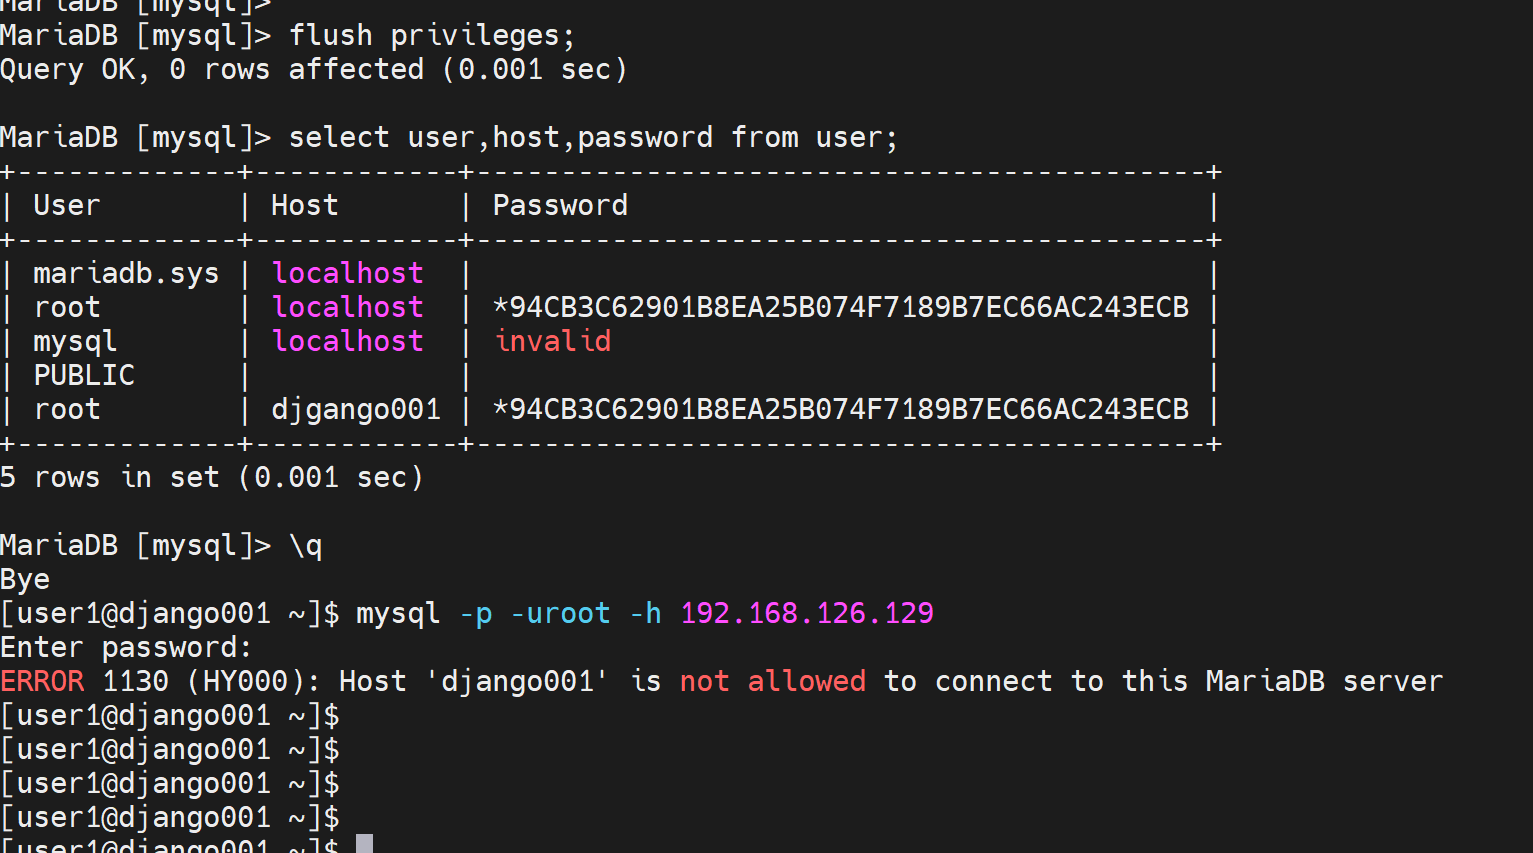 MariaDB [mysql]>
MariaDB [mysql]> flush privileges;
Query OK, 0 rows affected (0.001 sec)
MariaDB [mysql]> select user,host,password from user;
+-------------+------------+-------------------------------------------+
| User        | Host       | Password                                  |
+-------------+------------+-------------------------------------------+
| mariadb.sys | localhost  |                                           |
| root        | localhost  | *94CB3C62901B8EA25B074F7189B7EC66AC243ECB |
| mysql       | localhost  | invalid                                   |
| PUBLIC      |            |                                           |
| root        | djgango001 | *94CB3C62901B8EA25B074F7189B7EC66AC243ECB |
+-------------+------------+-------------------------------------------+
5 rows in set (0.001 sec)
MariaDB [mysql]> \q
Bye
[user1@django001 ~]$ mysql -p -uroot -h 192.168.126.129
Enter password:
ERROR 1130 (HY000): Host 'django001' is not allowed to connect to this MariaDB server
[user1@django001 ~]$
[user1@django001 ~]$
[user1@django001 ~]$
[user1@django001 ~]$
[user1@django001 ~]$